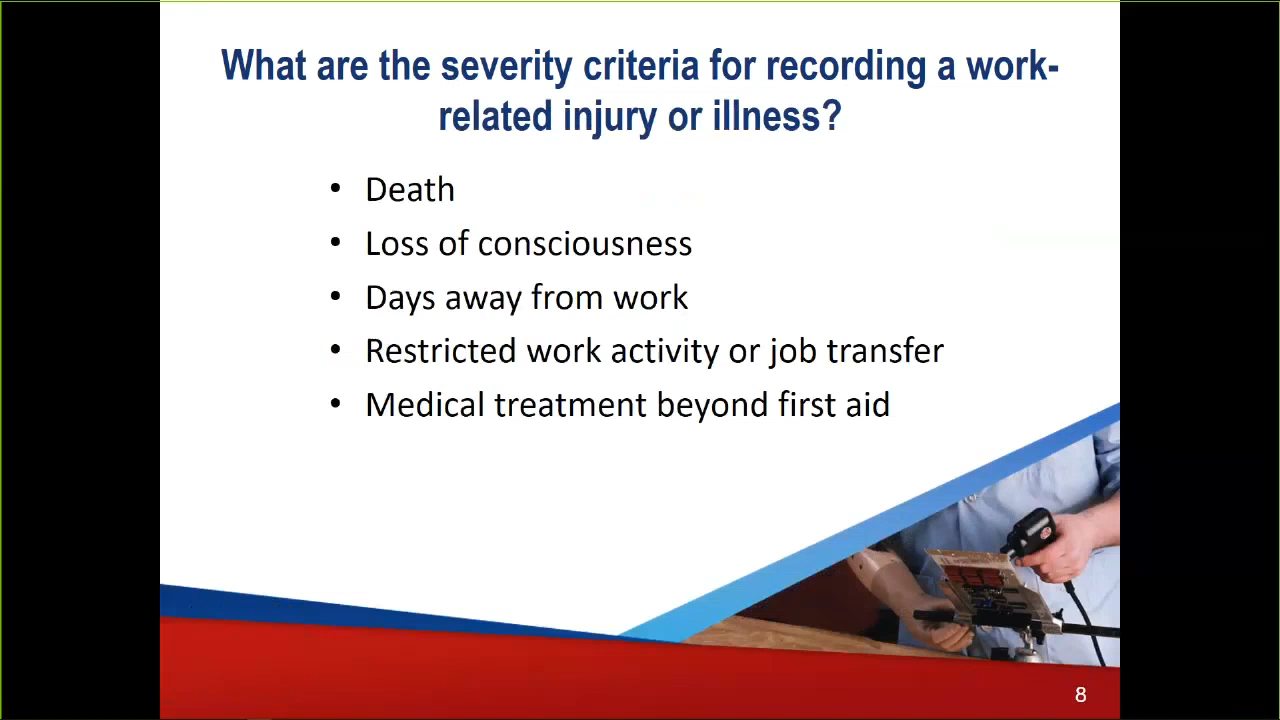 What are the severity criteria for recording a work-
related injury or illness?
• Death
• Loss of consciousness
• Days away from work
• Restricted work activity or job transfer
• Medical treatment beyond first aid
8